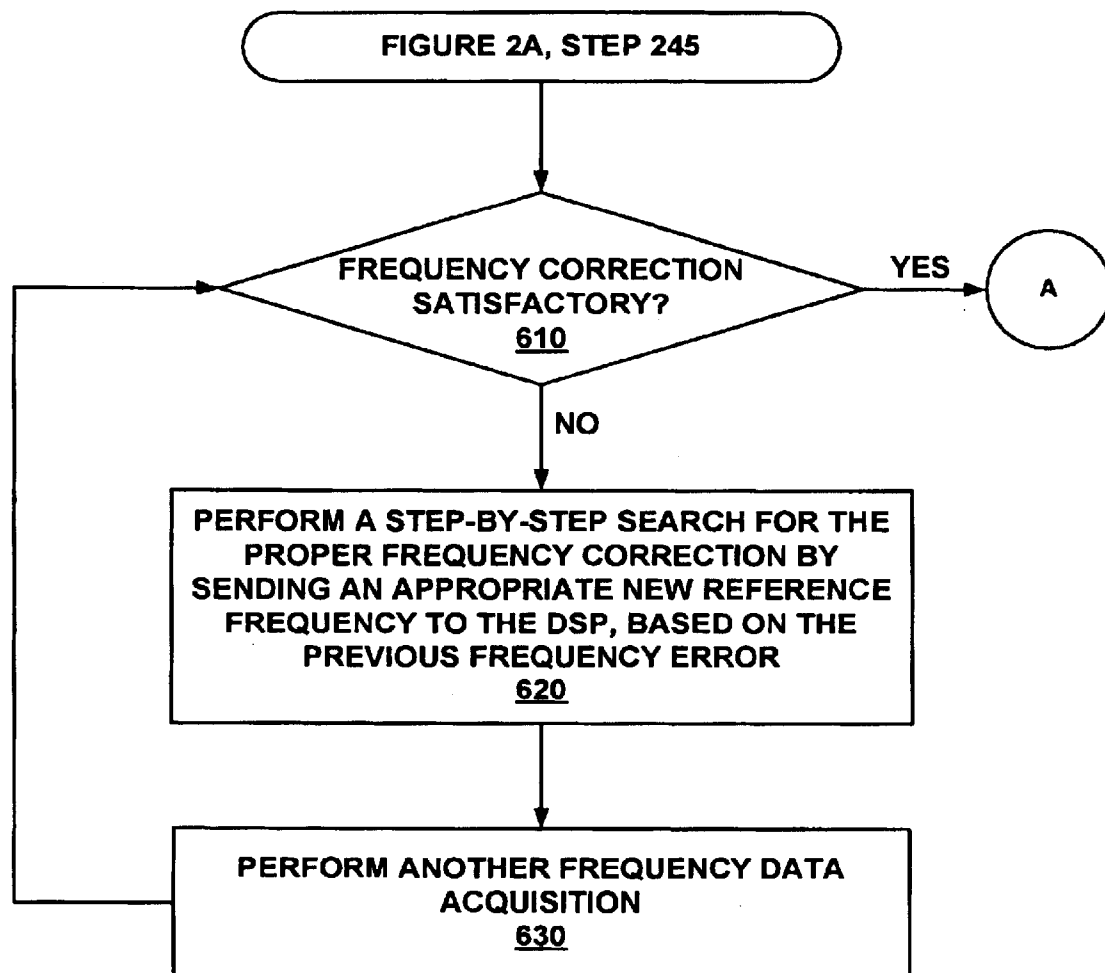 FIGURE 2A, STEP 245
FREQUENCY CORRECTION
SATISFACTORY?
610
YES
A
NO
PERFORM A STEP-BY-STEP SEARCH FOR THE
PROPER FREQUENCY CORRECTION BY
SENDING AN APPROPRIATE NEW REFERENCE
FREQUENCY TO THE DSP, BASED ON THE
PREVIOUS FREQUENCY ERROR
620
PERFORM ANOTHER FREQUENCY DATA
ACQUISITION
630